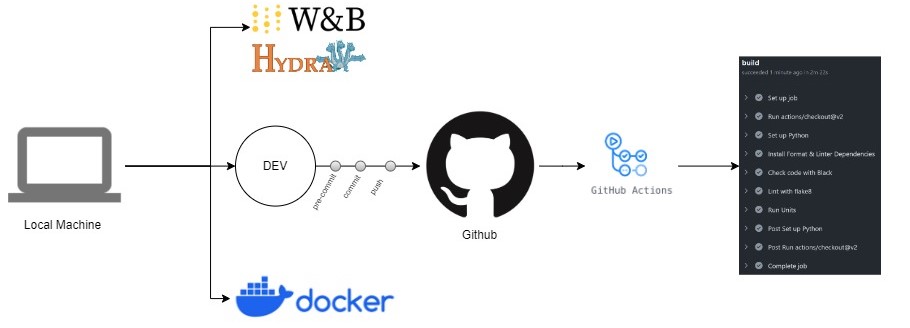 W&B
HYDRA
DEV
pre-commit
commit
push
Local Machine
Github
GitHub Actions
docker
build
succeeded 1 minute ago in 2m 22s
Set up job
Run actions/checkout@v2
Set up Python
Install Format & Linter Dependencies
Check code with Black
Lint with flake8
Run Units
Post Set up Python
Post Run actions/checkout@v2
Complete job